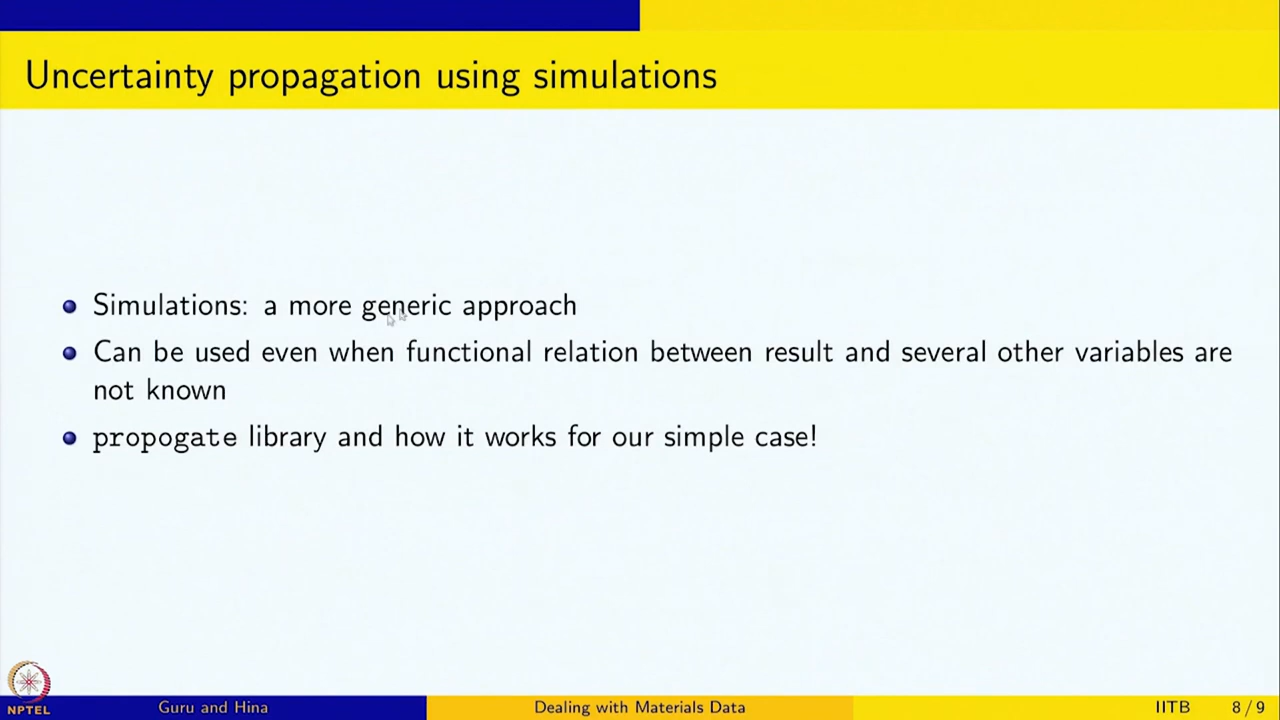 Uncertainty propagation using simulations
Simulations: a more generic approach
Can be used even when functional relation between result and several other variables are
not known
propogate library and how it works for our simple case!
NPTEL
Guru and Hina
Dealing with Materials Data
IITB
8 / 9